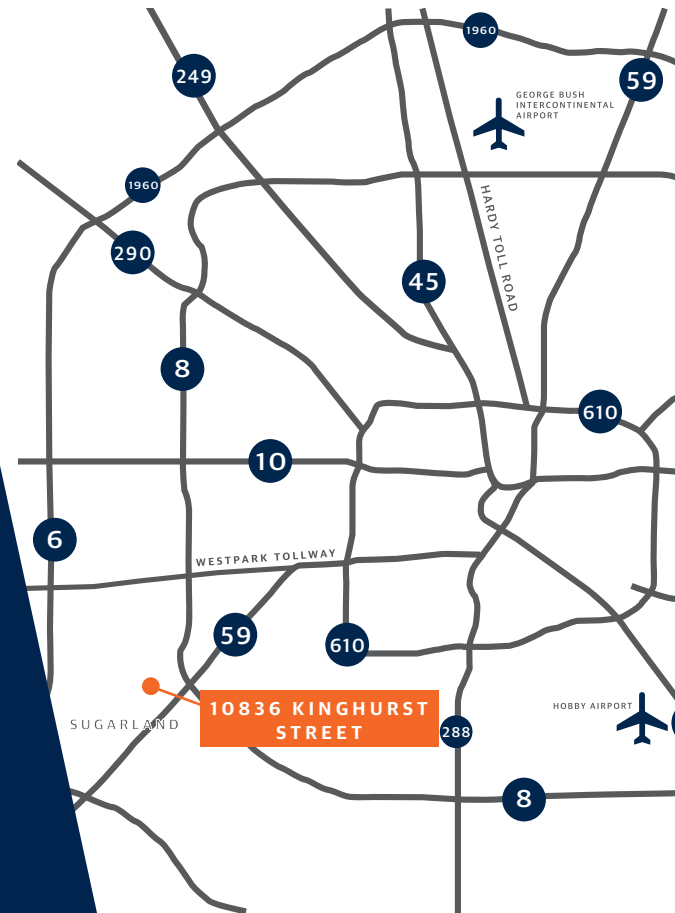 1960
249
59
GEORGE BUSH
INTERCONTINENTAL
AIRPORT
1960
HARDY TOLL ROAD
290
45
8
610
10
6
WESTPARK TOLLWAY
59
610
10836 KINGHURST
STREET
HOBBY AIRPORT
SUGARLAND
288
8